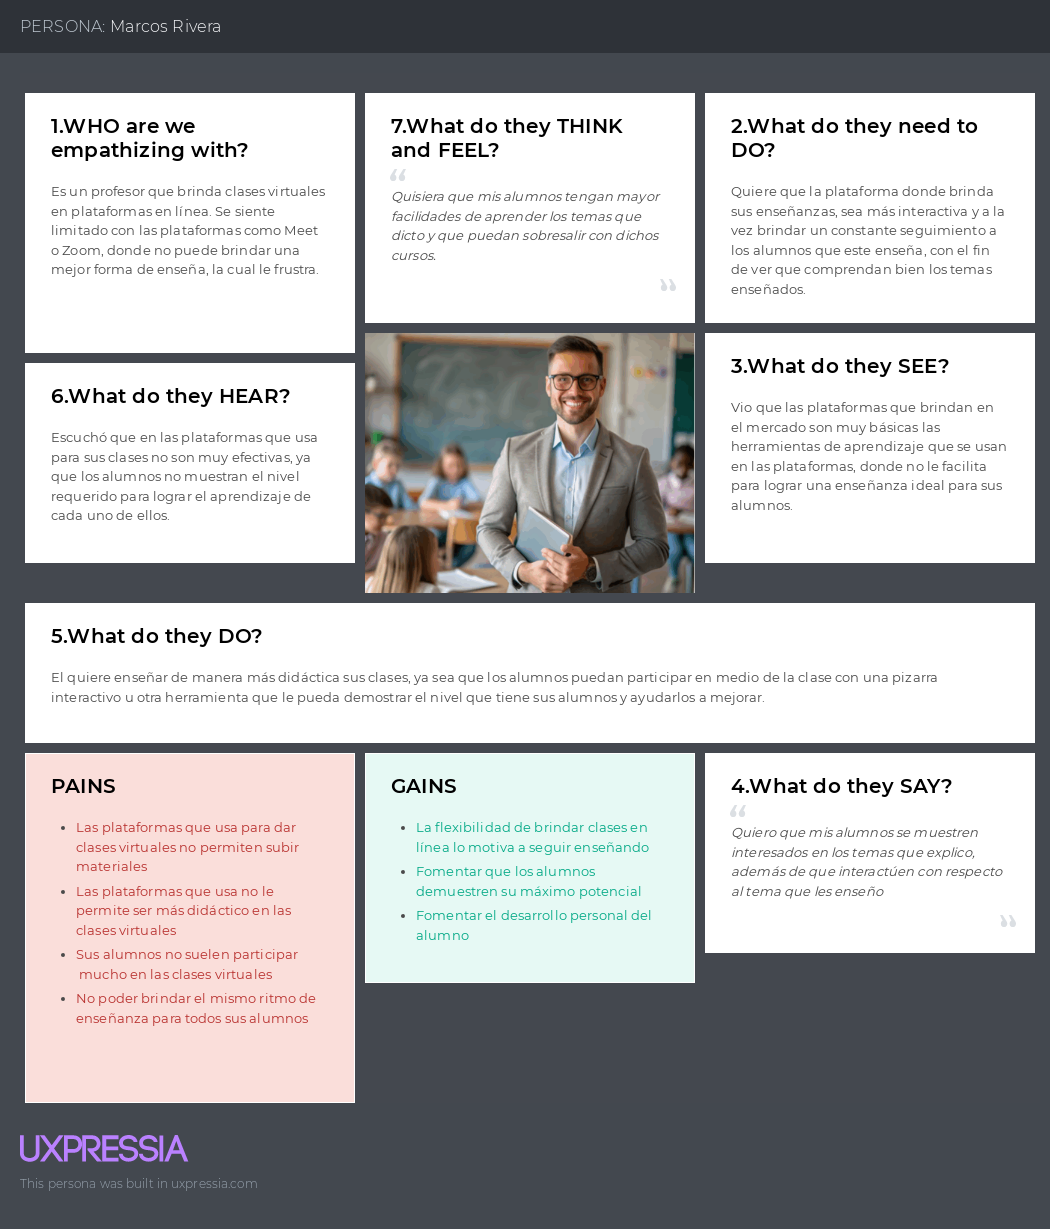 PERSONA: Marcos Rivera
1.WHO are we
empathizing with?
Es un profesor que brinda clases virtuales
en plataformas en línea. Se siente
limitado con las plataformas como Meet
o Zoom, donde no puede brindar una
mejor forma de enseña, la cual le frustra.
7.What do they THINK
and FEEL?
“
Quisiera que mis alumnos tengan mayor
facilidades de aprender los temas que
dicto y que puedan sobresalir con dichos
cursos.
”
2.What do they need to
DO?
Quiere que la plataforma donde brinda
sus enseñanzas, sea más interactiva y a la
vez brindar un constante seguimiento a
los alumnos que este enseña, con el fin
de ver que comprendan bien los temas
enseñados.
6.What do they HEAR?
Escuchó que en las plataformas que usa
para sus clases no son muy efectivas, ya
que los alumnos no muestran el nivel
requerido para lograr el aprendizaje de
cada uno de ellos.
3.What do they SEE?
Vio que las plataformas que brindan en
el mercado son muy básicas las
herramientas de aprendizaje que se usan
en las plataformas, donde no le facilita
para lograr una enseñanza ideal para sus
alumnos.
5.What do they DO?
El quiere enseñar de manera más didáctica sus clases, ya sea que los alumnos puedan participar en medio de la clase con una pizarra
interactivo u otra herramienta que le pueda demostrar el nivel que tiene sus alumnos y ayudarlos a mejorar.
PAINS
• Las plataformas que usa para dar
clases virtuales no permiten subir
materiales
• Las plataformas que usa no le
permite ser más didáctico en las
clases virtuales
• Sus alumnos no suelen participar
mucho en las clases virtuales
• No poder brindar el mismo ritmo de
enseñanza para todos sus alumnos
GAINS
• La flexibilidad de brindar clases en
línea lo motiva a seguir enseñando
• Fomentar que los alumnos
demuestren su máximo potencial
• Fomentar el desarrollo personal del
alumno
4.What do they SAY?
“
Quiero que mis alumnos se muestren
interesados en los temas que explico,
además de que interactúen con respecto
al tema que les enseño
”
UXPRESSIA
This persona was built in uxpressia.com